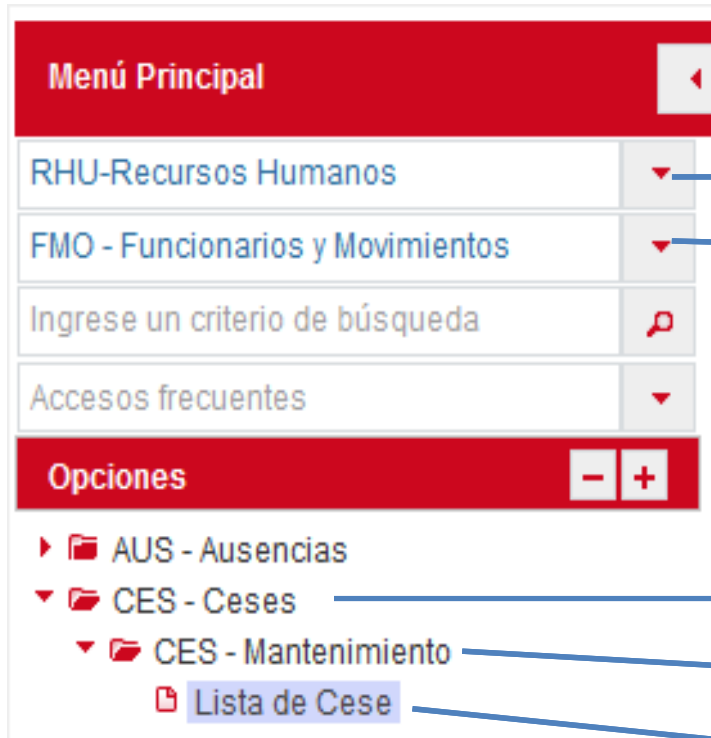 Menú Principal
RHU-Recursos Humanos
FMO - Funcionarios y Movimientos
Ingrese un criterio de búsqueda
Accesos frecuentes
Opciones
AUS - Ausencias
CES - Ceses
CES - Mantenimiento
Lista de Cese